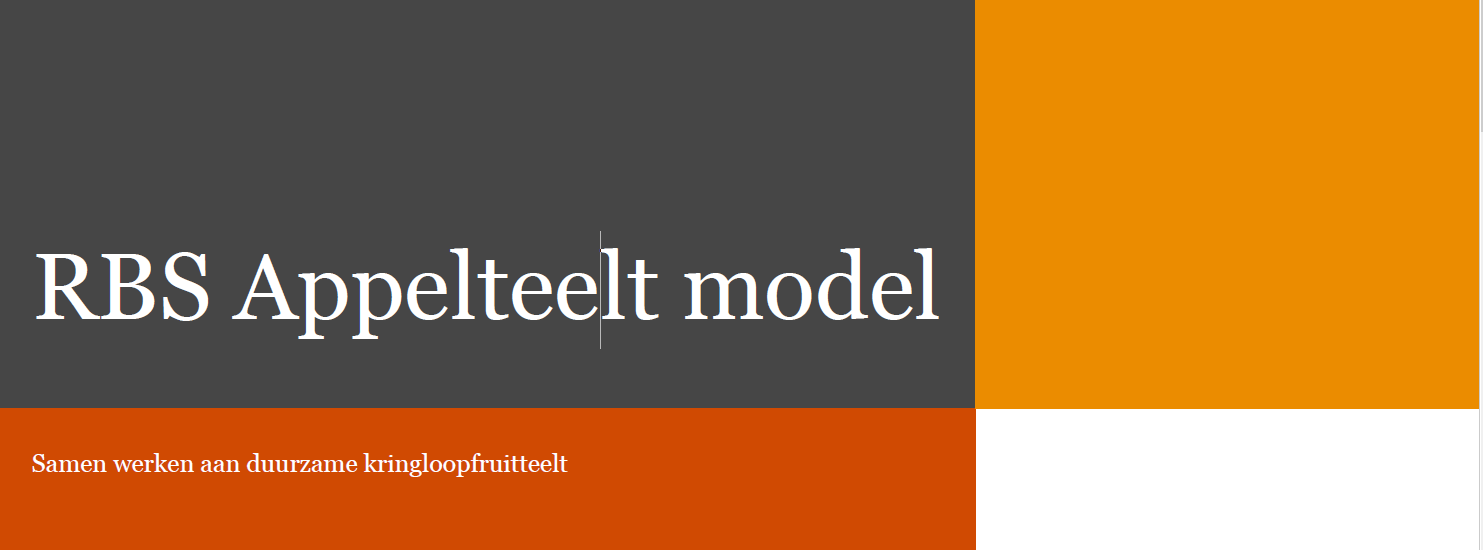 RBS Appelteelt model
Samen werken aan duurzame kringloopfruitteelt